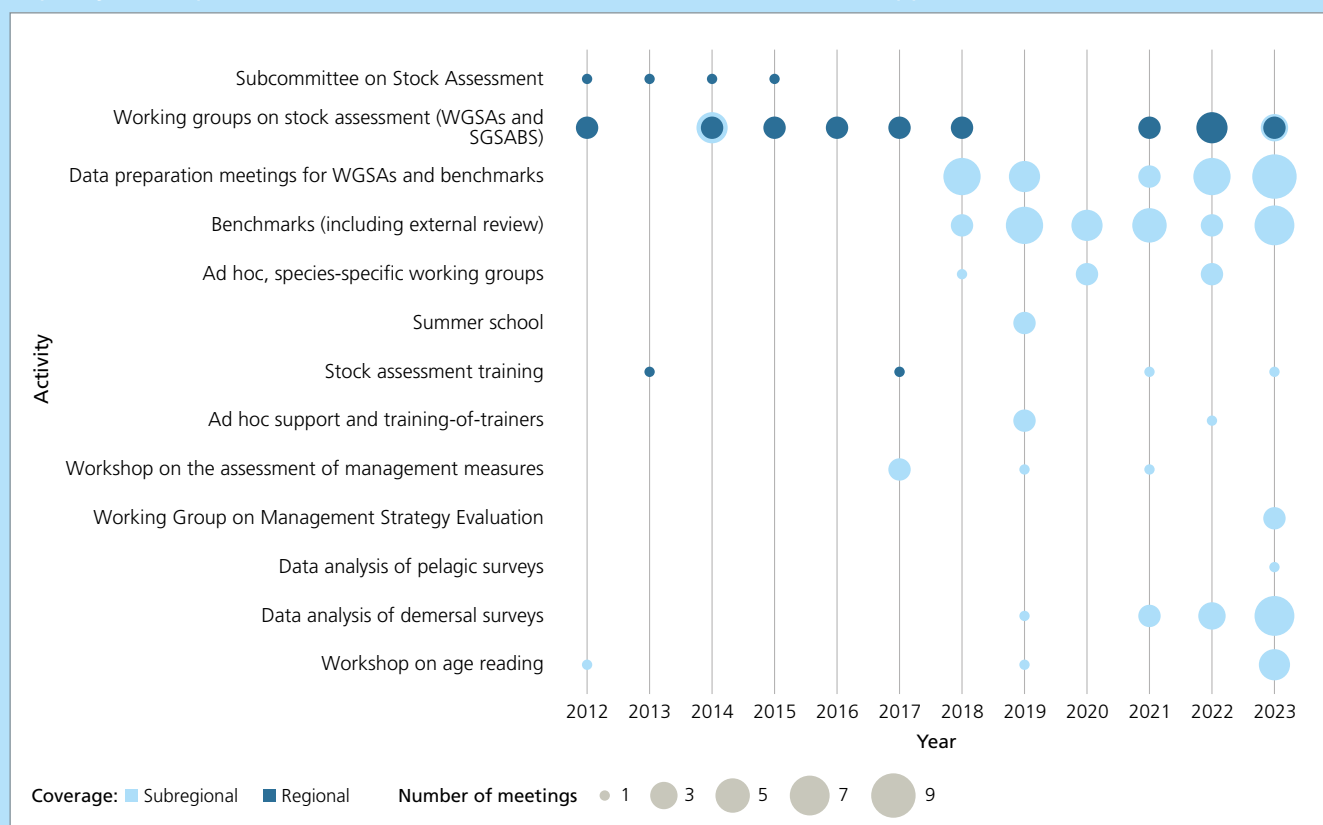 Subcommittee on Stock Assessment
Working groups on stock assessment (WGSAs and
SGSABS)
Data preparation meetings for WGSAs and benchmarks
Benchmarks (including external review)
Ad hoc, species-specific working groups
Summer school
Stock assessment training
Ad hoc support and training-of-trainers
Workshop on the assessment of management measures
Working Group on Management Strategy Evaluation
Data analysis of pelagic surveys
Data analysis of demersal surveys
Workshop on age reading
Activity
2012 2013 2014 2015 2016 2017 2018 2019 2020 2021 2022 2023
Year
Coverage: Subregional Regional Number of meetings 1 3 5 7 9